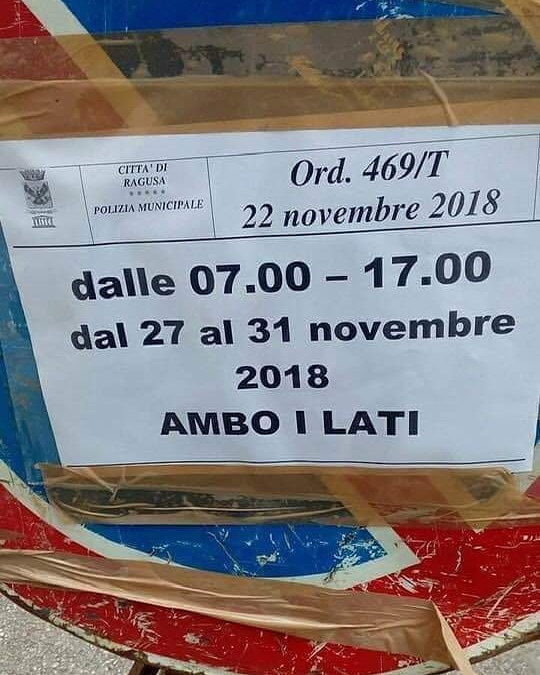 CITTA' DI
RAGUSA
*****
POLIZIA MUNICIPALE
Ord. 469/T
22 novembre 2018
dalle 07.00 – 17.00
dal 27 al 31 novembre
2018
AMBO I LATI